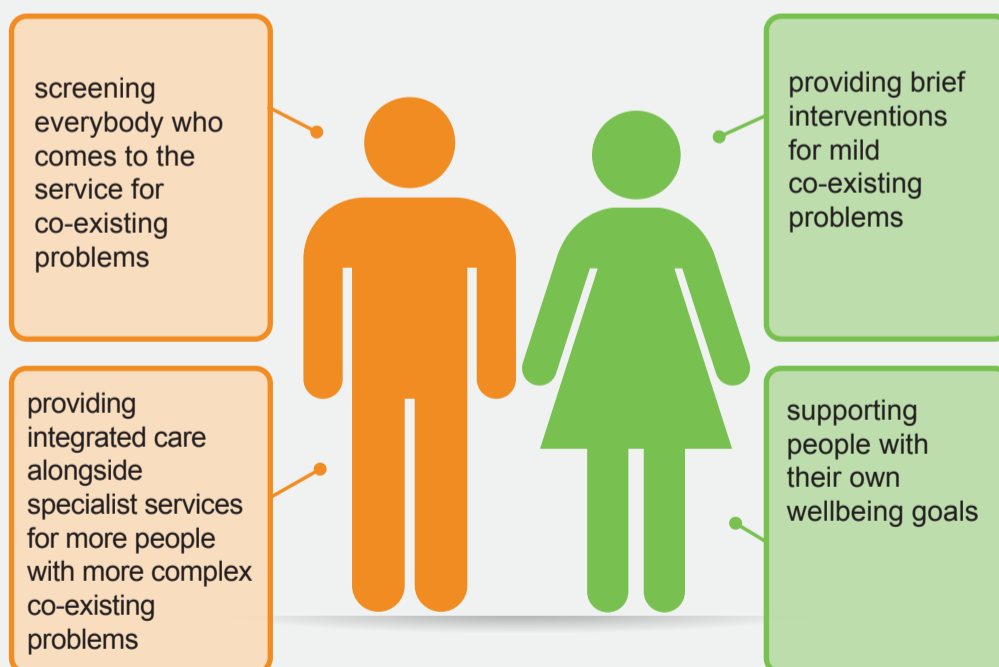 screening
everybody who
comes to the
service for
co-existing
problems
providing brief
interventions
for mild
co-existing
problems
providing
integrated care
alongside
specialist services
for more people
with more complex
co-existing
problems
supporting
people with
their own
wellbeing goals